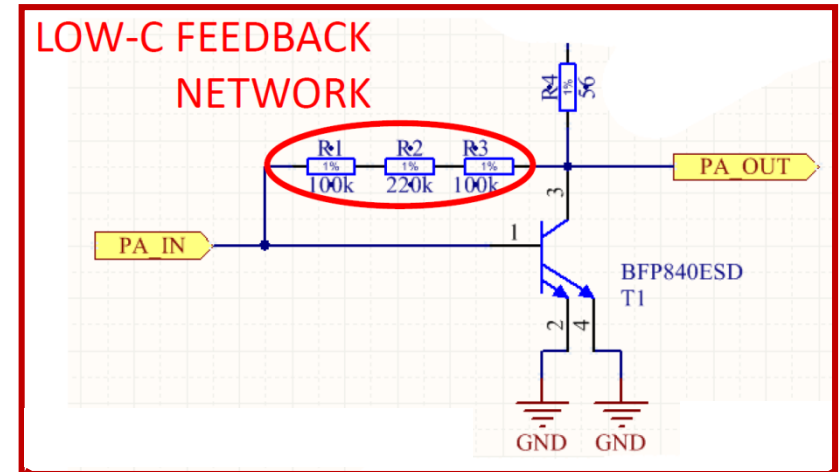 LOW-C FEEDBACK
NETWORK
R4
1%
56
R1
R2
R3
1%
1%
1%
100k
220k
100k
PA_OUT
3
PA_IN
1
BFP840ESD
T1
2
4
GND
GND